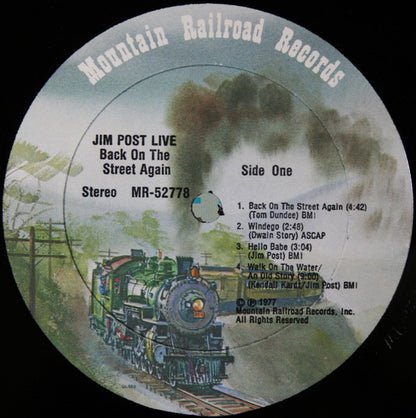 Mountain Railroad Records
JIM POST LIVE
Back On The
Street Again
Stereo MR-52778
Side One
1. Back On The Street Again (4:42)
(Tom Dundee) BMI
2. Windego (2:48)
(Dwain Story) ASCAP
3. Hello Babe (3:04)
(Jim Post) BMI
4. Walk On The Water/
An Old Story (9:00)
(Kendall Kardt/Jim Post) BMI
© ℗ 1977
Mountain Railroad Records, Inc.
All Rights Reserved